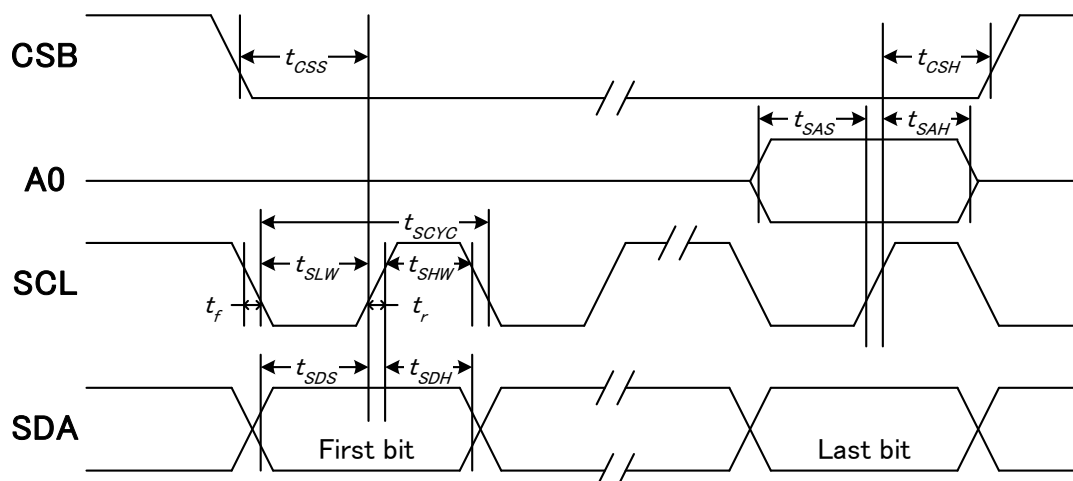 CSB
tCSS
tCSH
tSAS
tSAH
A0
tSCYC
SCL
tSLW
tSHW
tf
tr
tSDS
tSDH
SDA
First bit
Last bit